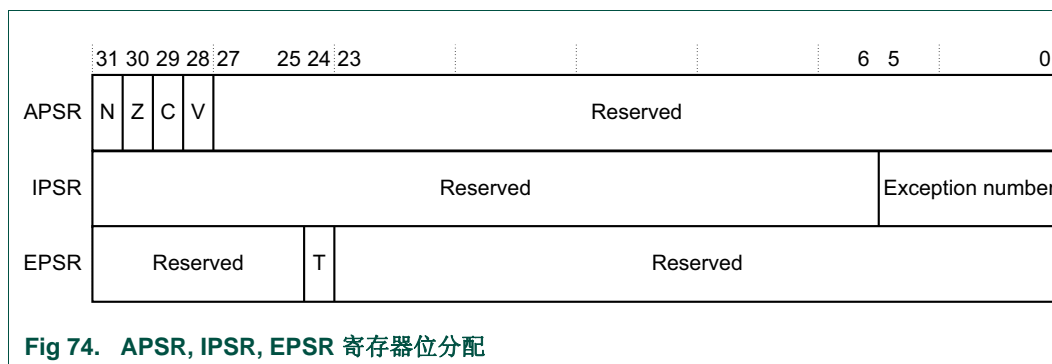 31 30 29 28 27 25 24 23 6 5 0
APSR N Z C V Reserved
IPSR Reserved Exception number
EPSR Reserved T Reserved
Fig 74. APSR, IPSR, EPSR 寄存器位分配